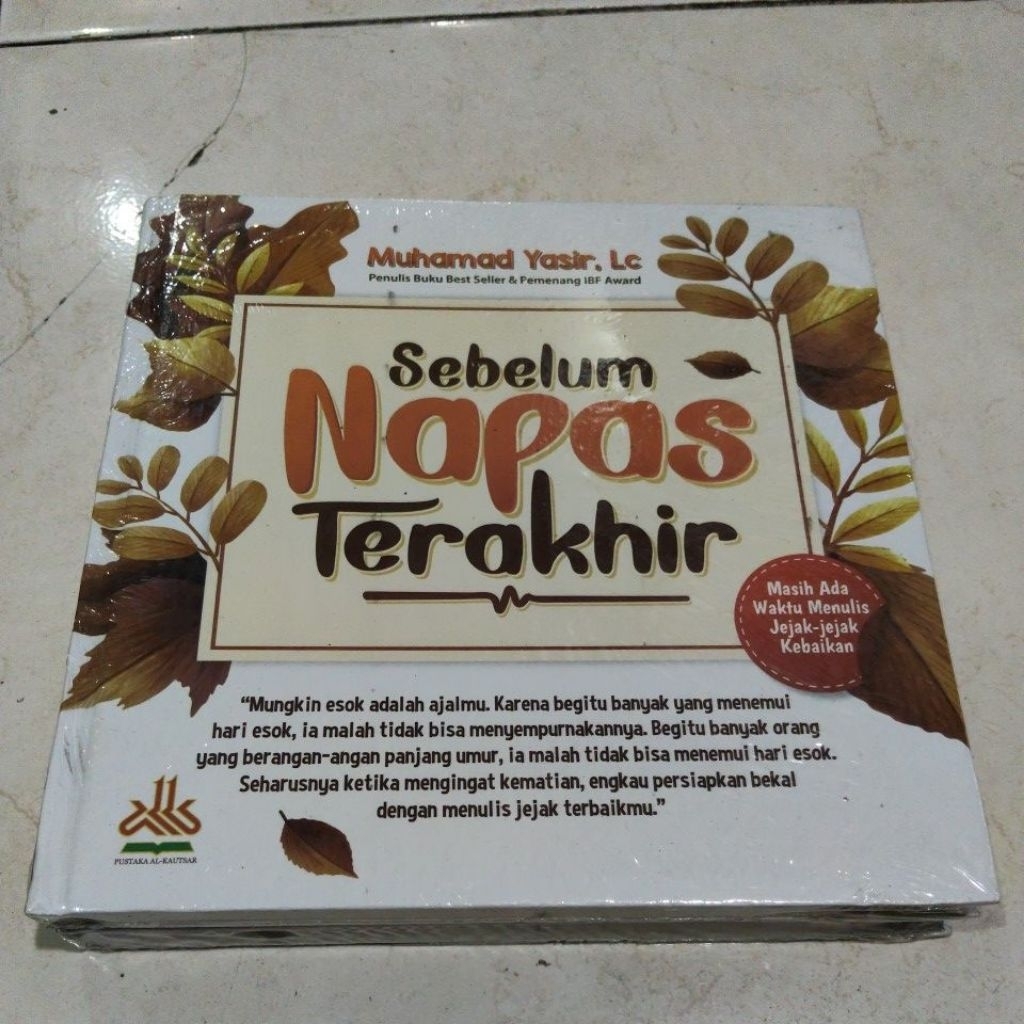 Muhamad Yasir, Lc
Penulis Buku Best Seller & Pemenang IBF Award
Sebelum
Napas
Terakhir
Masih Ada
Waktu Menulis
Jejak-jejak
Kebaikan
“Mungkin esok adalah ajalmu. Karena begitu banyak yang menemui
hari esok, ia malah tidak bisa menyempurnakannya. Begitu banyak orang
yang berangan-angan panjang umur, ia malah tidak bisa menemui hari esok.
Seharusnya ketika mengingat kematian, engkau persiapkan bekal
dengan menulis jejak terbaikmu.”
PUSTAKA AL-KAUTSAR